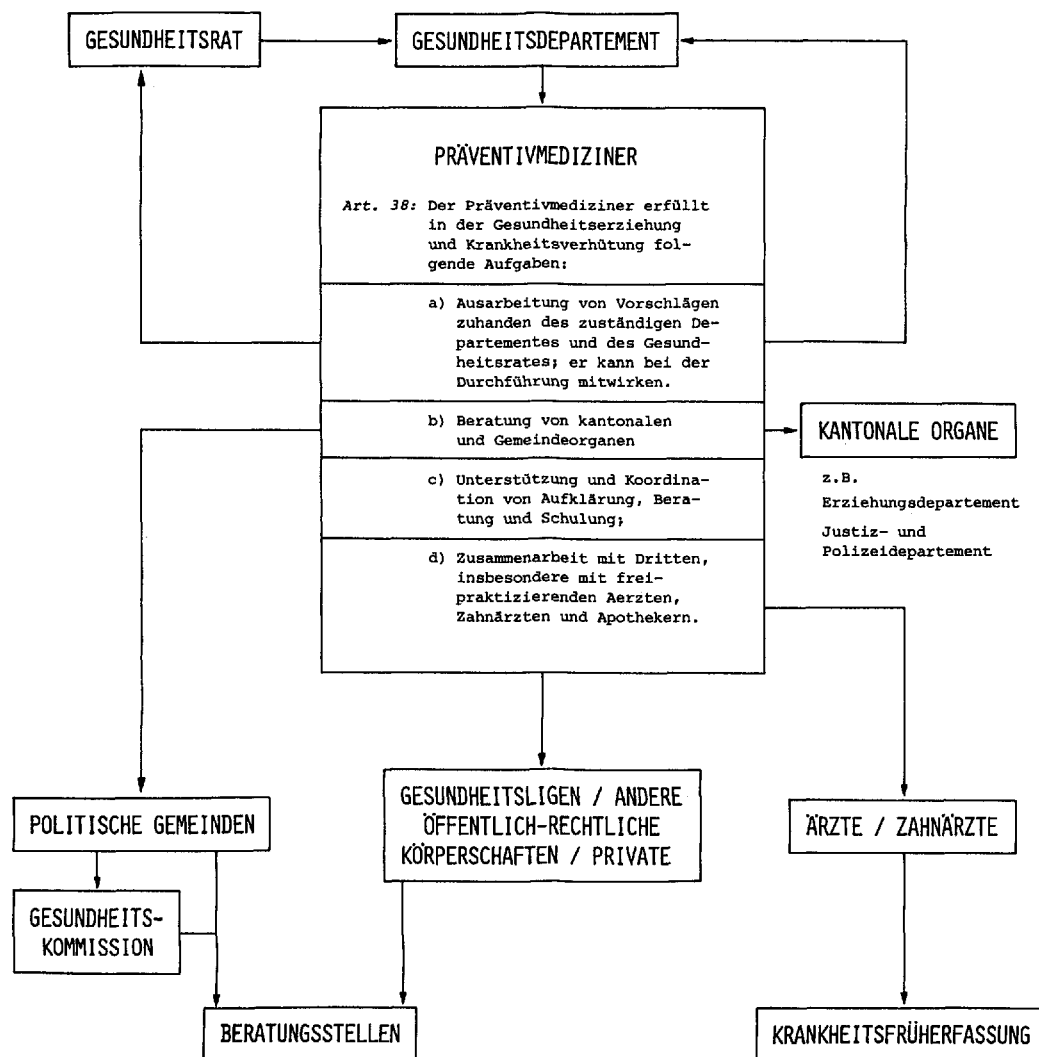 GESUNDHEITSRAT
GESUNDHEITSDEPARTEMENT
PRÄVENTIVMEDIZINER
Art. 38: Der Präventivmediziner erfüllt
in der Gesundheitserziehung
und Krankheitsverhütung fol-
gende Aufgaben:
a) Ausarbeitung von Vorschlägen
zuhanden des zuständigen De-
partementes und des Gesund-
heitsrates; er kann bei der
Durchführung mitwirken.
b) Beratung von kantonalen
und Gemeindeorganen
KANTONALE ORGANE
z.B.
Erziehungsdepartement
Justiz- und
Polizeidepartement
c) Unterstützung und Koordina-
tion von Aufklärung, Bera-
tung und Schulung;
d) Zusammenarbeit mit Dritten,
insbesondere mit frei-
praktizierenden Aerzten,
Zahnärzten und Apothekern.
POLITISCHE GEMEINDEN
GESUNDHEITSLIGEN / ANDERE
ÖFFENTLICH-RECHTLICHE
KÖRPERSCHAFTEN / PRIVATE
ÄRZTE / ZAHNÄRZTE
GESUNDHEITS-
KOMMISSION
BERATUNGSSTELLEN
KRANKHEITSFRÜHERFASSUNG